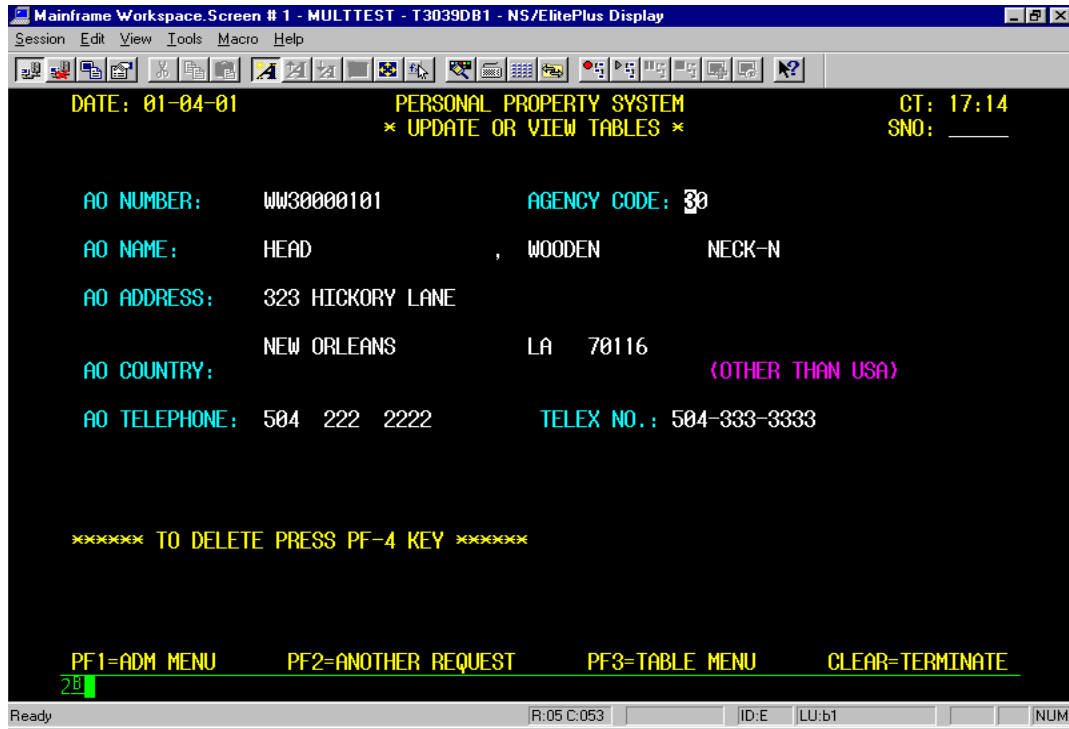 Mainframe Workspace.Screen # 1 - MULTTEST - T3039DB1 - NS/ElitePlus Display
Session Edit View Tools Macro Help
DATE: 01-04-01 PERSONAL PROPERTY SYSTEM CT: 17:14
* UPDATE OR VIEW TABLES * SNO: _____
AO NUMBER: WW30000101 AGENCY CODE: 30
AO NAME: HEAD , WOODEN NECK-N
AO ADDRESS: 323 HICKORY LANE
NEW ORLEANS LA 70116
AO COUNTRY: (OTHER THAN USA)
AO TELEPHONE: 504 222 2222 TELEX NO.: 504-333-3333
****** TO DELETE PRESS PF-4 KEY ******
PF1=ADM MENU PF2=ANOTHER REQUEST PF3=TABLE MENU CLEAR=TERMINATE
2B
Ready R:05 C:053 ID:E LU:b1 NUM